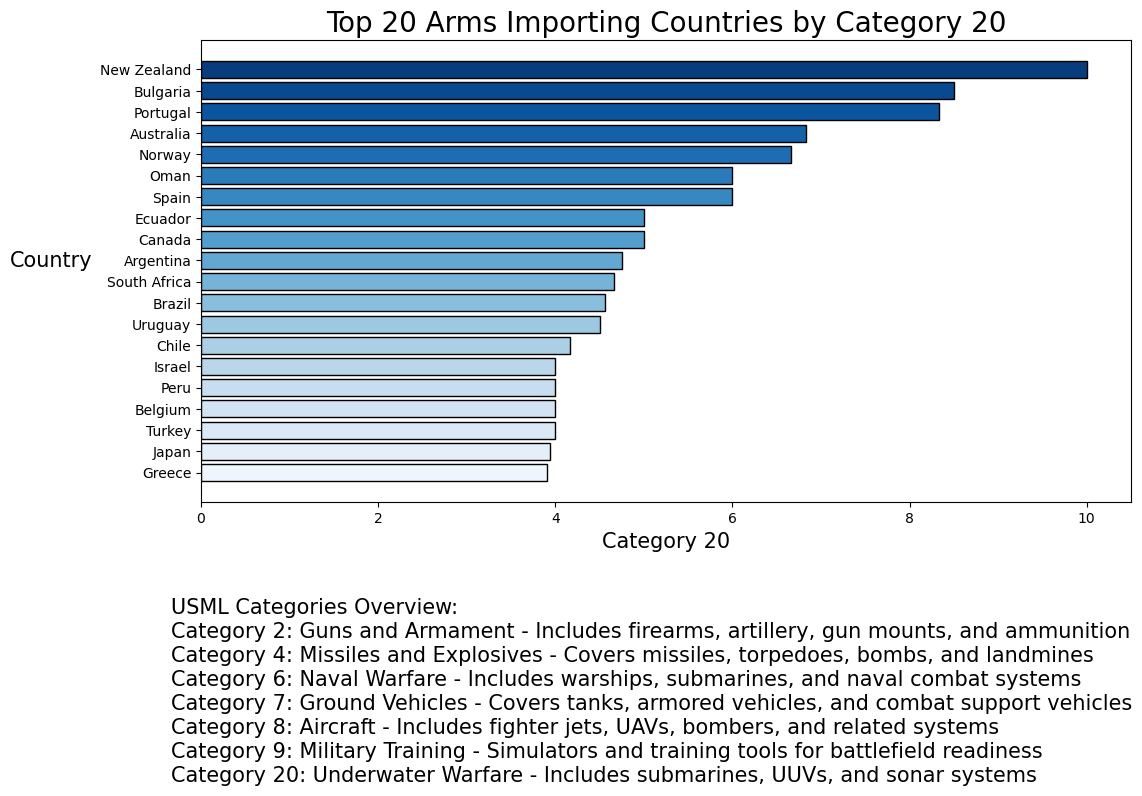 Top 20 Arms Importing Countries by Category 20
New Zealand
Bulgaria
Portugal
Australia
Norway
Oman
Spain
Ecuador
Canada
Country
Argentina
South Africa
Brazil
Uruguay
Chile
Israel
Peru
Belgium
Turkey
Japan
Greece
0 2 4 6 8 10
Category 20
USML Categories Overview:
Category 2: Guns and Armament - Includes firearms, artillery, gun mounts, and ammunition
Category 4: Missiles and Explosives - Covers missiles, torpedoes, bombs, and landmines
Category 6: Naval Warfare - Includes warships, submarines, and naval combat systems
Category 7: Ground Vehicles - Covers tanks, armored vehicles, and combat support vehicles
Category 8: Aircraft - Includes fighter jets, UAVs, bombers, and related systems
Category 9: Military Training - Simulators and training tools for battlefield readiness
Category 20: Underwater Warfare - Includes submarines, UUVs, and sonar systems